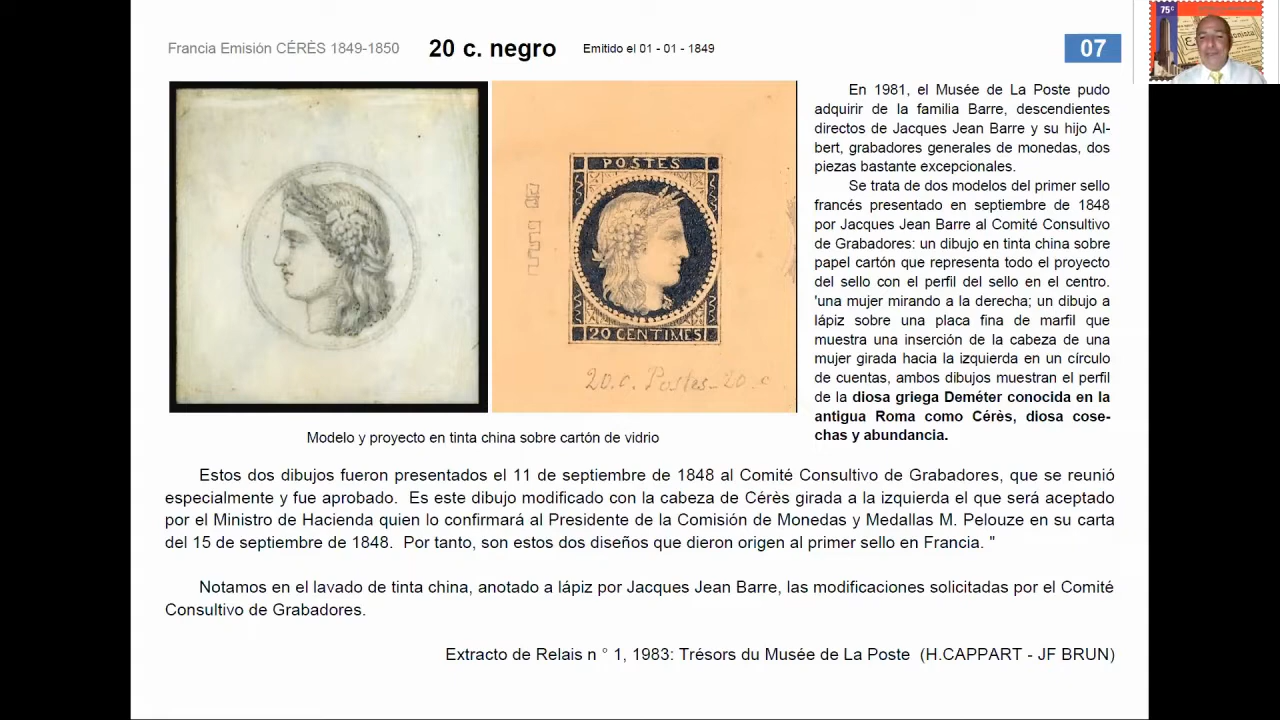 Francia Emisión CÉRÈS 1849-1850 20 c. negro Emitido el 01 - 01 - 1849 07
75c
POSTES
20 CENTIMES
20.c. Postes_20.c
Modelo y proyecto en tinta china sobre cartón de vidrio
En 1981, el Musée de La Poste pudo
adquirir de la familia Barre, descendientes
directos de Jacques Jean Barre y su hijo Al-
bert, grabadores generales de monedas, dos
piezas bastante excepcionales.
Se trata de dos modelos del primer sello
francés presentado en septiembre de 1848
por Jacques Jean Barre al Comité Consultivo
de Grabadores: un dibujo en tinta china sobre
papel cartón que representa todo el proyecto
del sello con el perfil del sello en el centro.
'una mujer mirando a la derecha; un dibujo a
lápiz sobre una placa fina de marfil que
muestra una inserción de la cabeza de una
mujer girada hacia la izquierda en un círculo
de cuentas, ambos dibujos muestran el perfil
de la diosa griega Deméter conocida en la
antigua Roma como Cérès, diosa cose-
chas y abundancia.
Estos dos dibujos fueron presentados el 11 de septiembre de 1848 al Comité Consultivo de Grabadores, que se reunió
especialmente y fue aprobado. Es este dibujo modificado con la cabeza de Cérès girada a la izquierda el que será aceptado
por el Ministro de Hacienda quien lo confirmará al Presidente de la Comisión de Monedas y Medallas M. Pelouze en su carta
del 15 de septiembre de 1848. Por tanto, son estos dos diseños que dieron origen al primer sello en Francia. "
Notamos en el lavado de tinta china, anotado a lápiz por Jacques Jean Barre, las modificaciones solicitadas por el Comité
Consultivo de Grabadores.
Extracto de Relais n ° 1, 1983: Trésors du Musée de La Poste (H.CAPPART - JF BRUN)